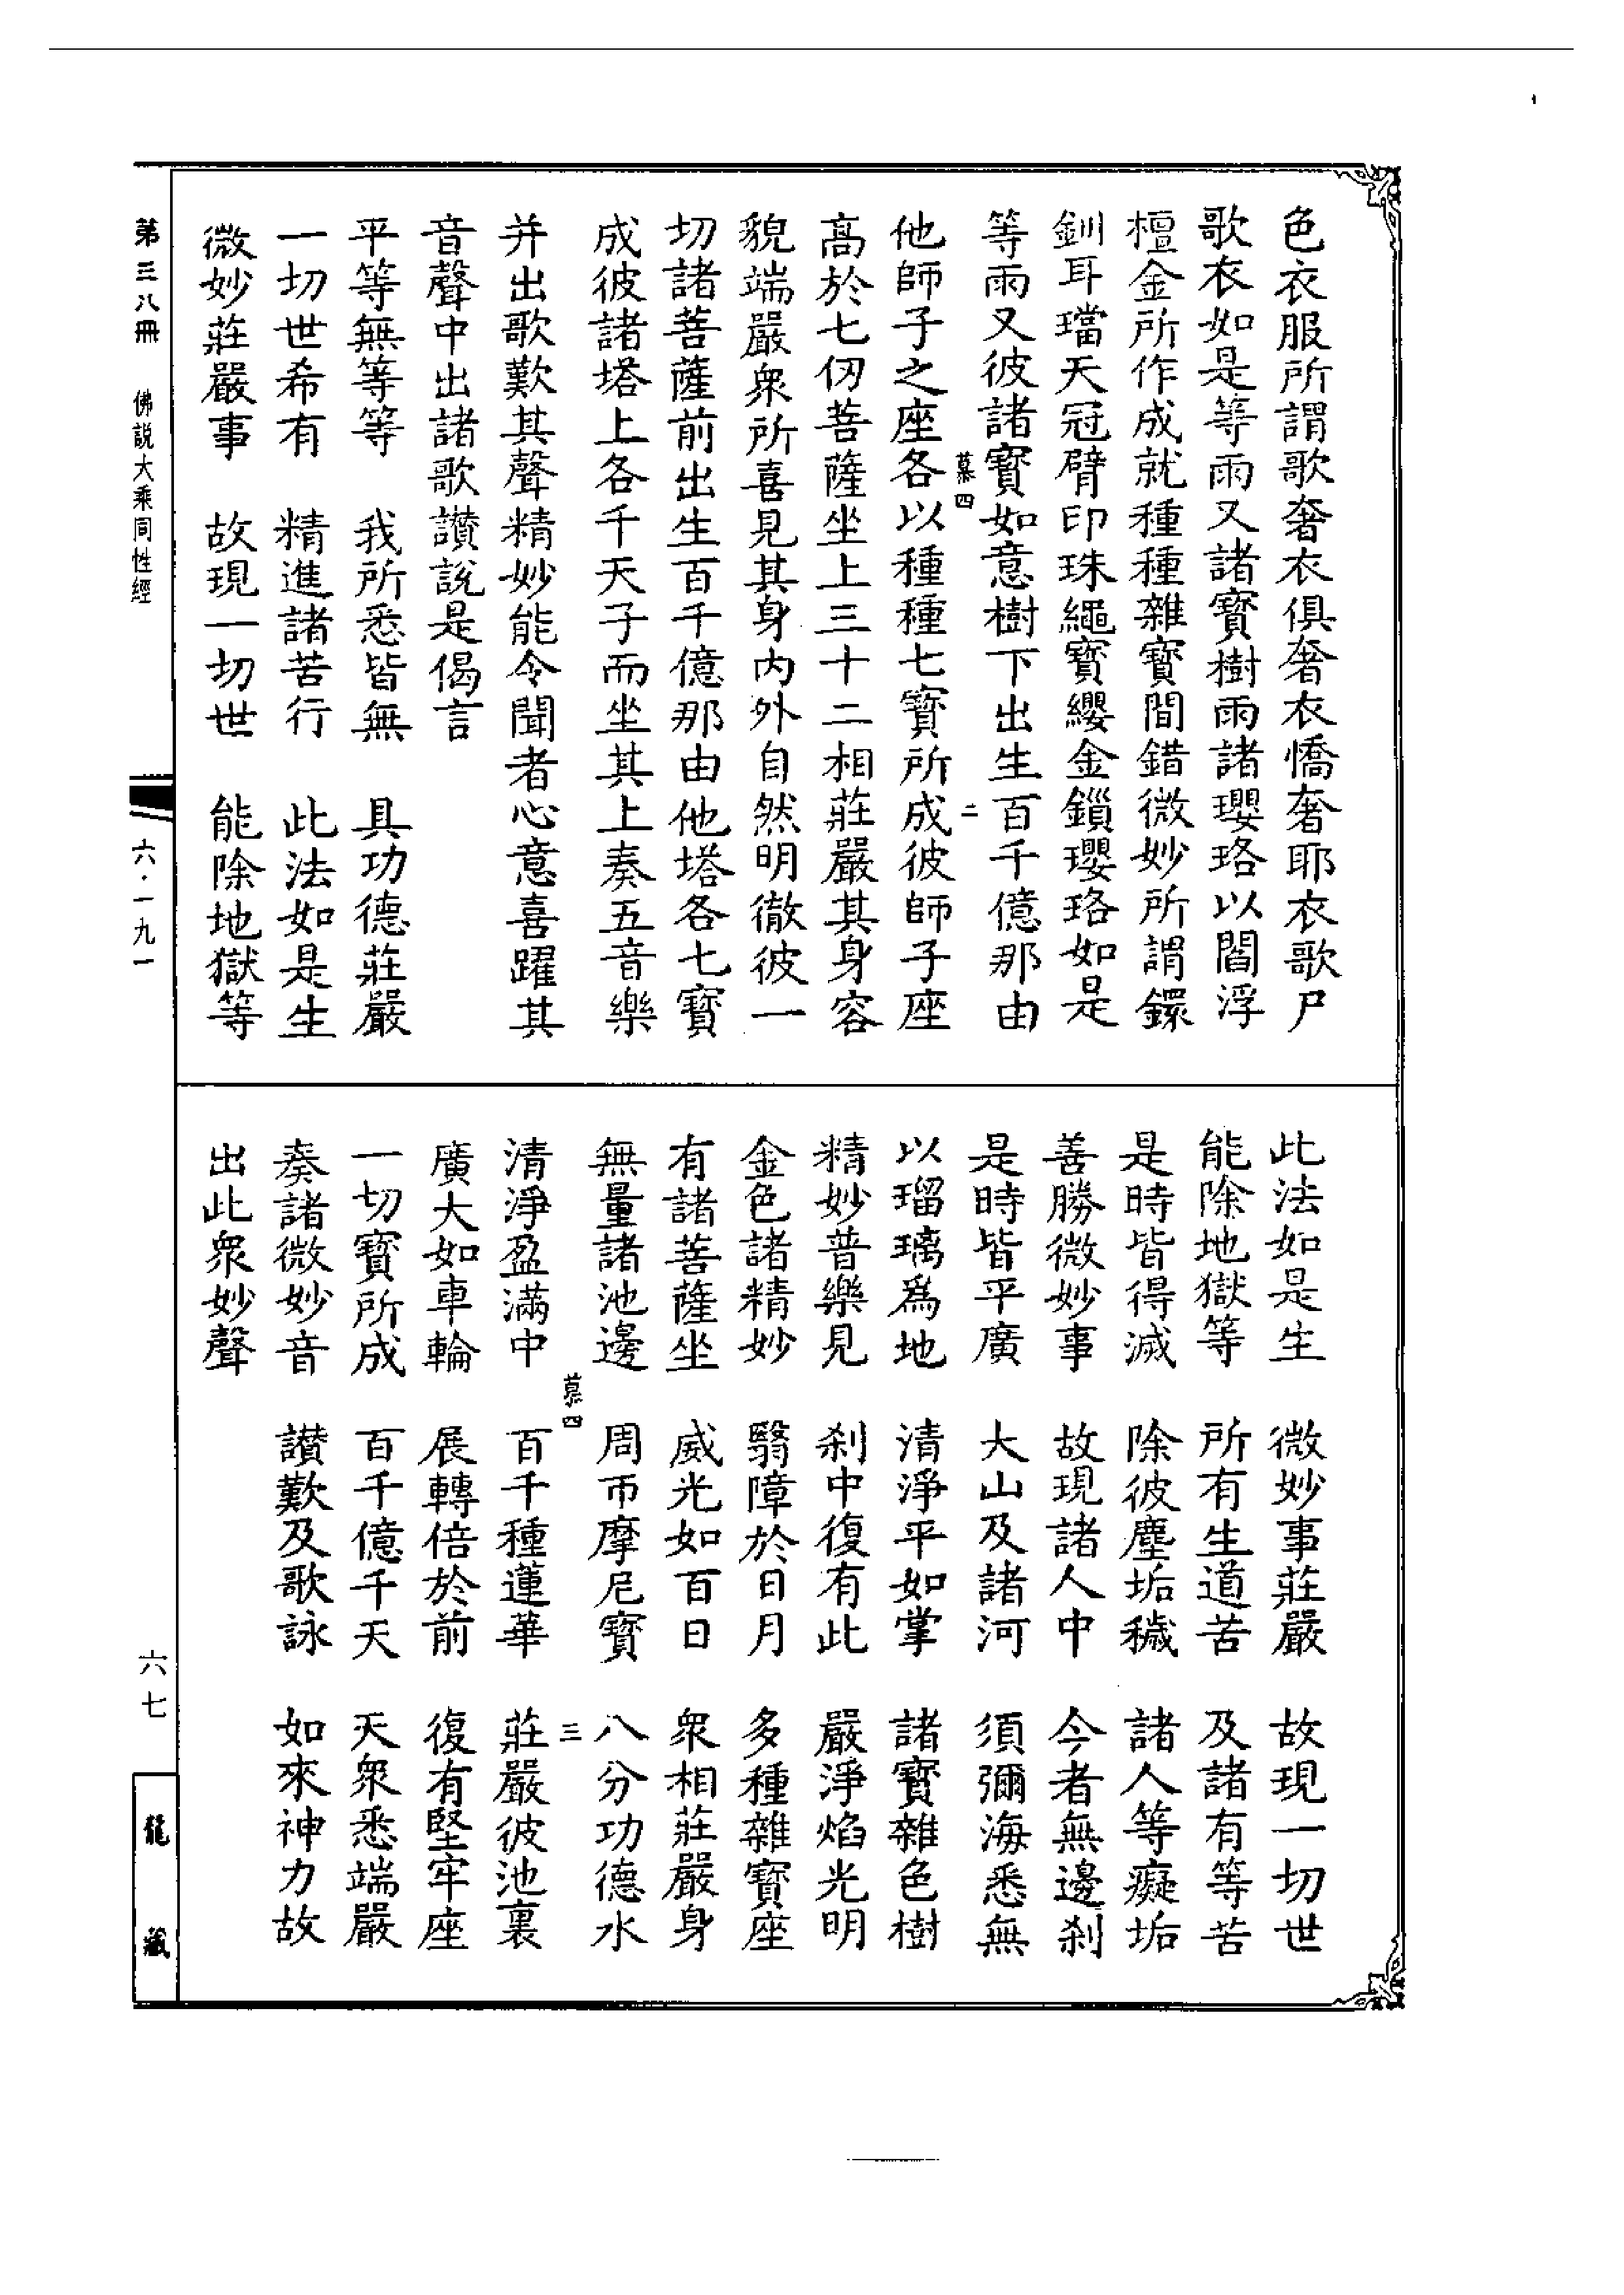 色衣服所謂歌奢衣俱奢衣憍奢耶衣歌尸
歌衣如是等雨又諸寶樹雨諸瓔珞以閻浮
檀金所作成就種種雜寶間錯微妙所謂鐶
釧耳璫天冠臂印珠繩寶纓金鎖瓔珞如是
等雨又彼諸寶如意樹下出生百千億那由
慕四 二
他師子之座各以種種七寶所成彼師子座
高於七仞菩薩坐上三十二相莊嚴其身容
貌端嚴衆所喜見其身内外自然明徹彼一
切諸菩薩前出生百千億那由他塔各七寶
成彼諸塔上各千天子而坐其上奏五音樂
并出歌歎其聲精妙能令聞者心意喜躍其
音聲中出諸歌讃說是偈言
平等無等等 我所悉皆無 具功德莊嚴
一切世希有 精進諸苦行 此法如是生
微妙莊嚴事 故現一切世 能除地獄等
此法如是生 微妙事莊嚴 故現一切世
能除地獄等 所有生道苦 及諸有等苦
是時皆得滅 除彼塵垢穢 諸人等癡垢
善勝微妙事 故現諸人中 今者無邊刹
是時皆平廣 大山及諸河 須彌海悉無
以瑠璃爲地 清淨平如掌 諸寶雜色樹
精妙普樂見 刹中復有此 嚴淨焰光明
金色諸精妙 翳障於日月 多種雜寶座
有諸菩薩坐 威光如百日 衆相莊嚴身
無量諸池邊 周帀摩尼寶 八分功德水
慕四 三
清淨盈滿中 百千種蓮華 莊嚴彼池裏
廣大如車輪 展轉倍於前 復有堅牢座
一切寶所成 百千億千天 天衆悉端嚴
奏諸微妙音 讃歎及歌詠 如來神力故
出此衆妙聲
第三八冊 佛説大乘同性經 六·一九一 六七
龍藏